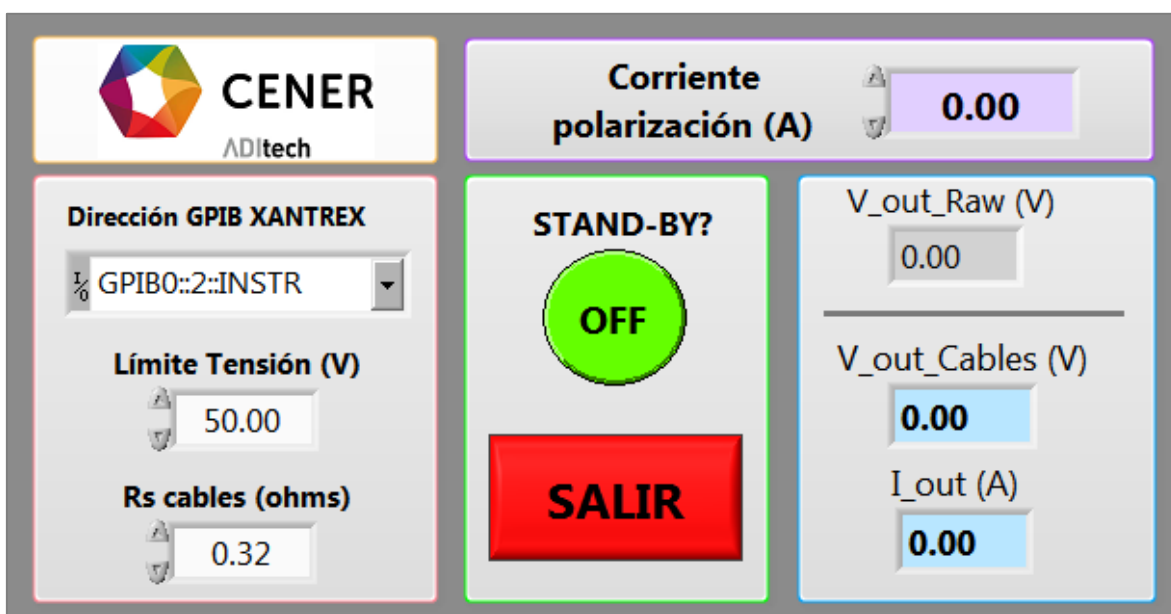 CENER
ADItech
Corriente
polarización (A)
0.00
Dirección GPIB XANTREX
I/O GPIB0::2::INSTR
Límite Tensión (V)
50.00
Rs cables (ohms)
0.32
STAND-BY?
OFF
SALIR
V_out_Raw (V)
0.00
V_out_Cables (V)
0.00
I_out (A)
0.00